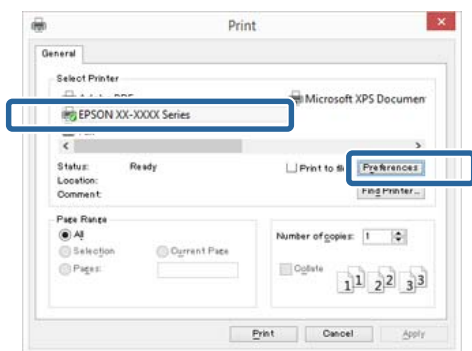 Print
General
Select Printer
Microsoft XPS Documen
EPSON XX-XXXX Series
Status: Ready
Print to
Preferences
Location:
Comment:
Find Printer...
Page Range
All
Selection
Current Page
Pages:
Number of copies: 1
Collate
1 1 2 2 3 3
Print
Cancel
Apply